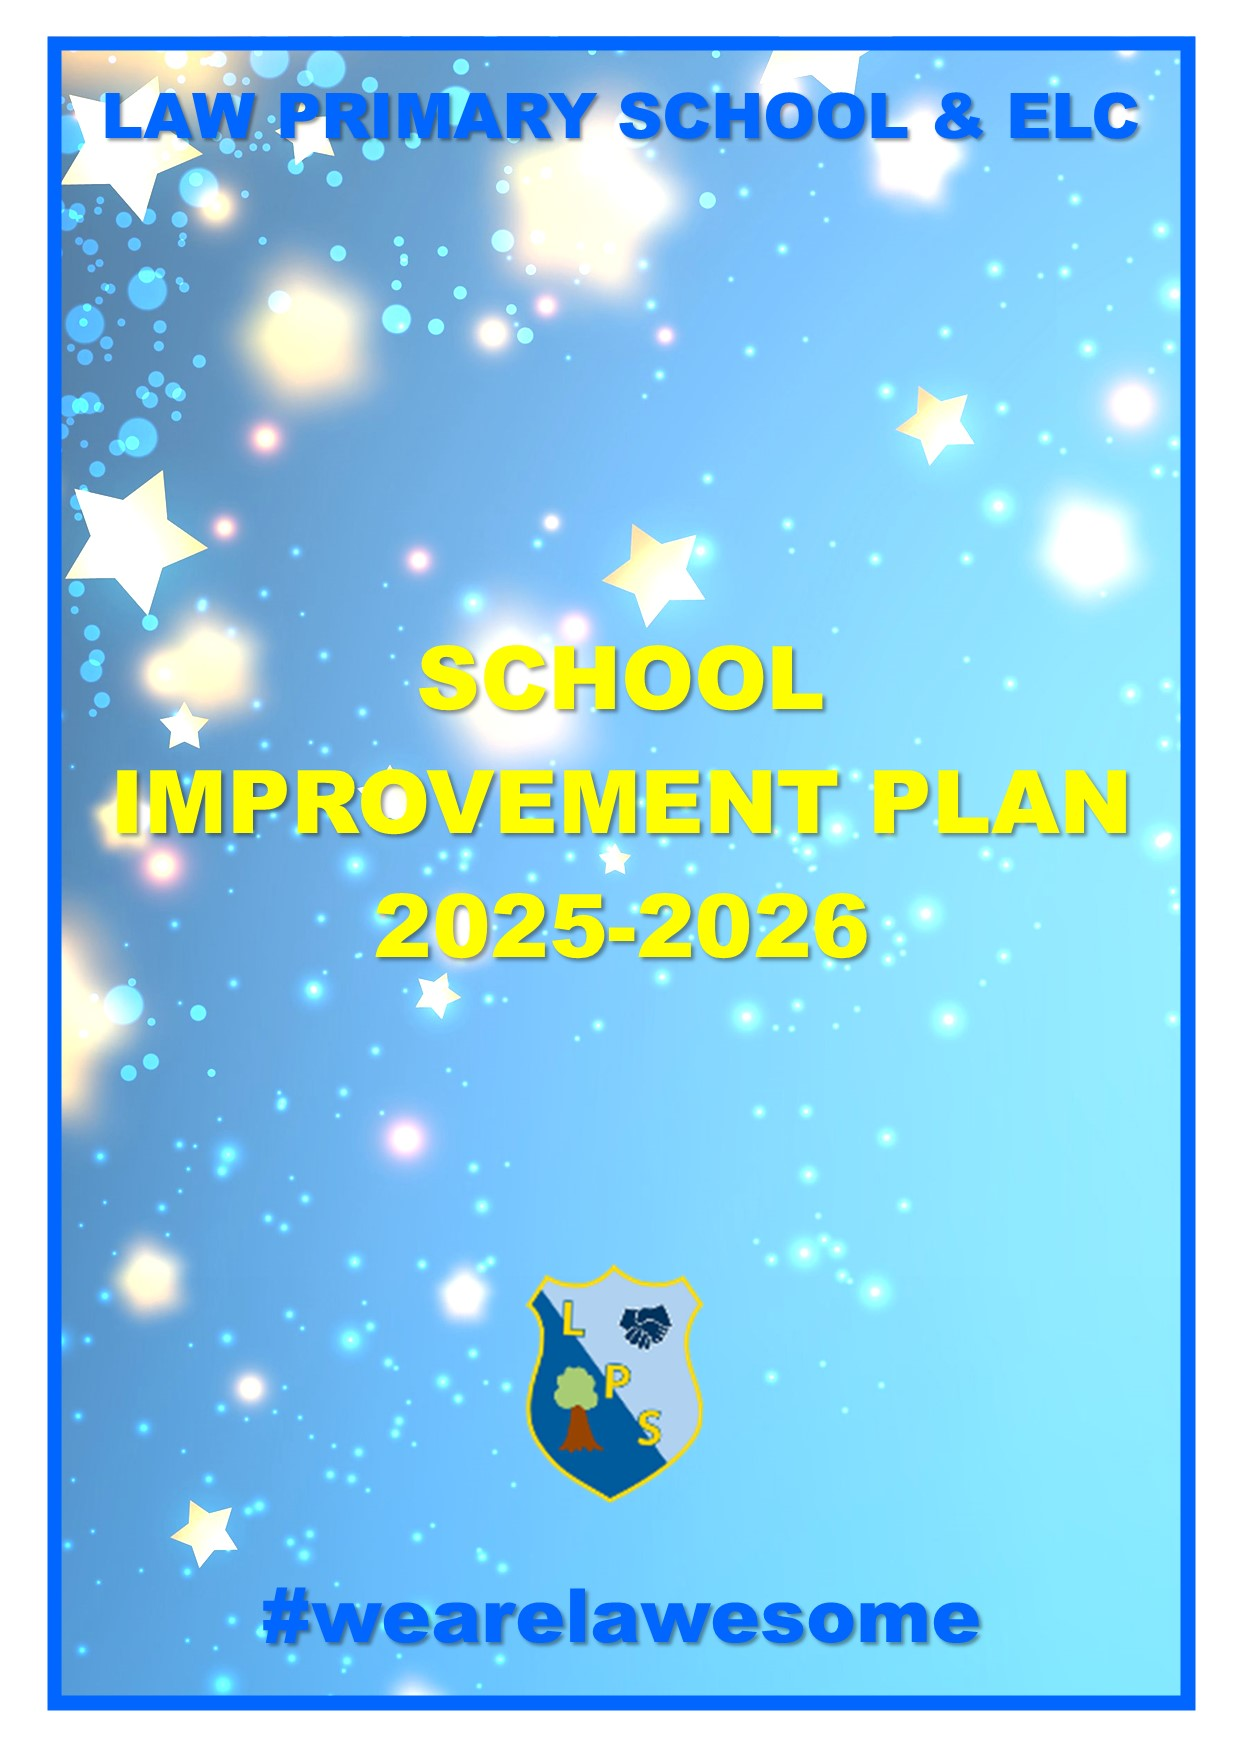 LAW PRIMARY SCHOOL & ELC
SCHOOL
IMPROVEMENT PLAN
2025-2026
L
P
S
#wearelawesome